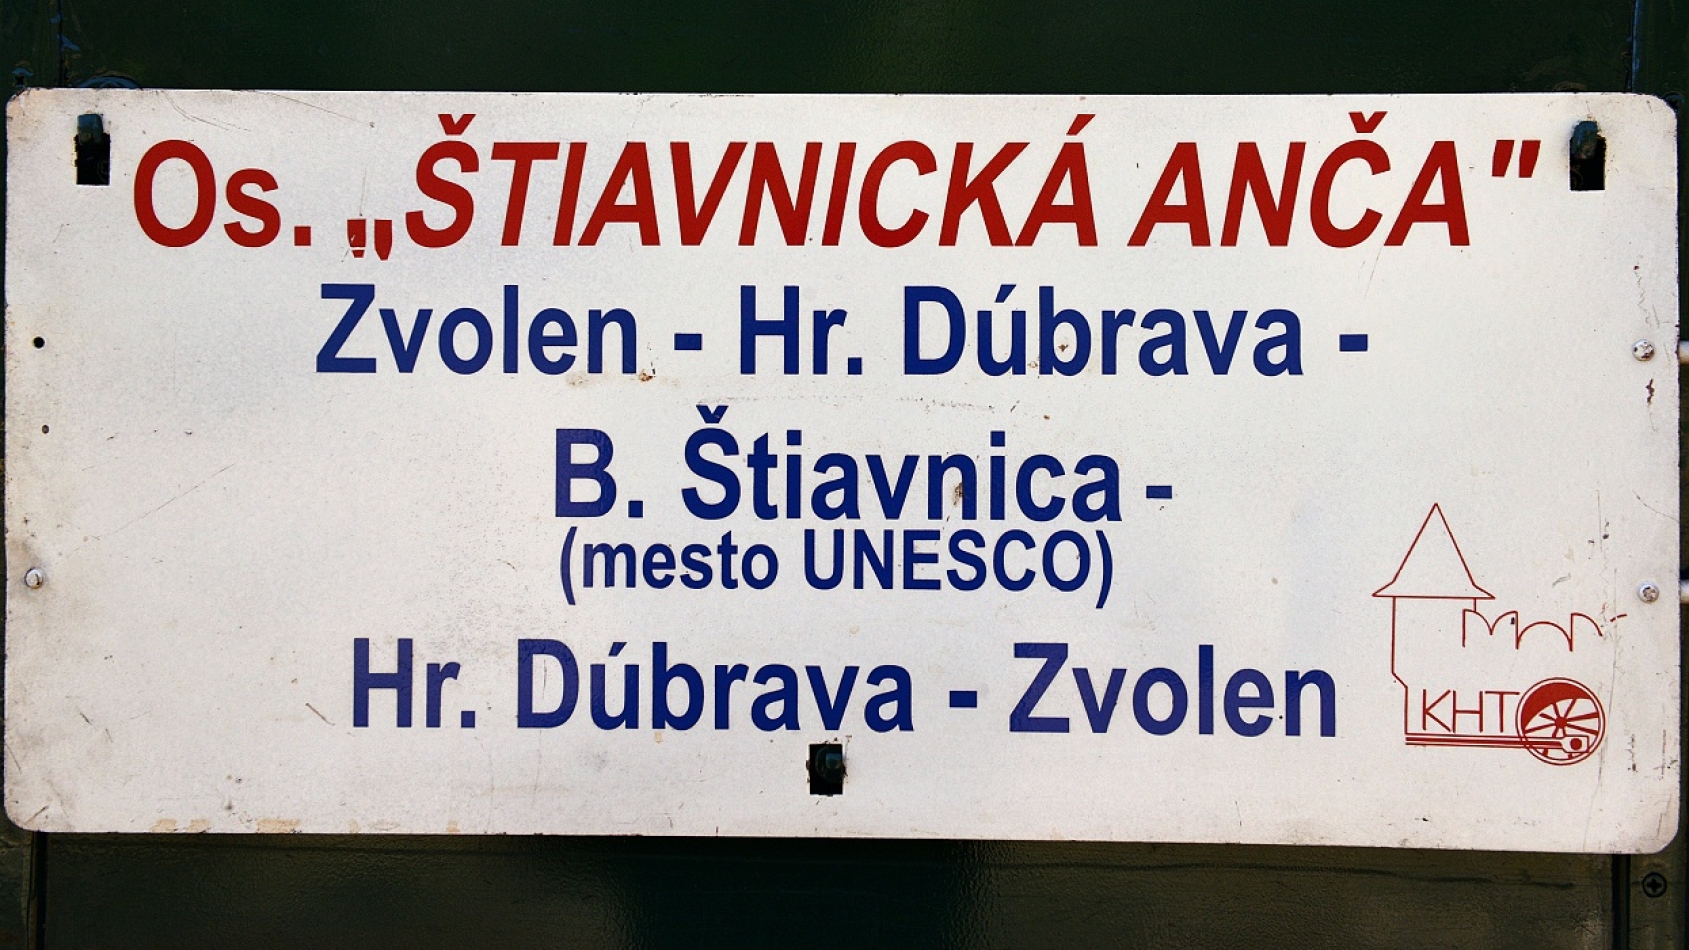 Os. „ŠTIAVNICKÁ ANČA"
Zvolen - Hr. Dúbrava -
B. Štiavnica -
(mesto UNESCO)
Hr. Dúbrava - Zvolen
KHT